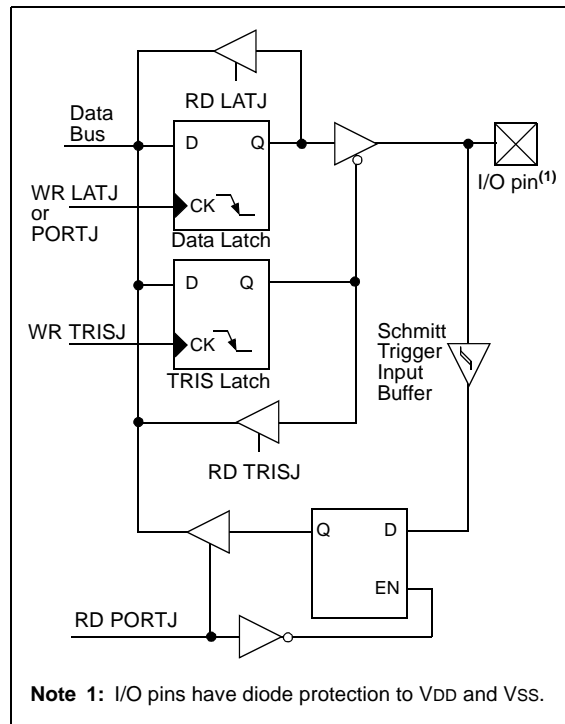 RD LATJ
Data
Bus
D
Q
I/O pin(1)
WR LATJ
or
PORTJ
CK
Data Latch
D
Q
WR TRISJ
CK
TRIS Latch
Schmitt
Trigger
Input
Buffer
RD TRISJ
Q
D
EN
RD PORTJ
Note 1: I/O pins have diode protection to VDD and VSS.